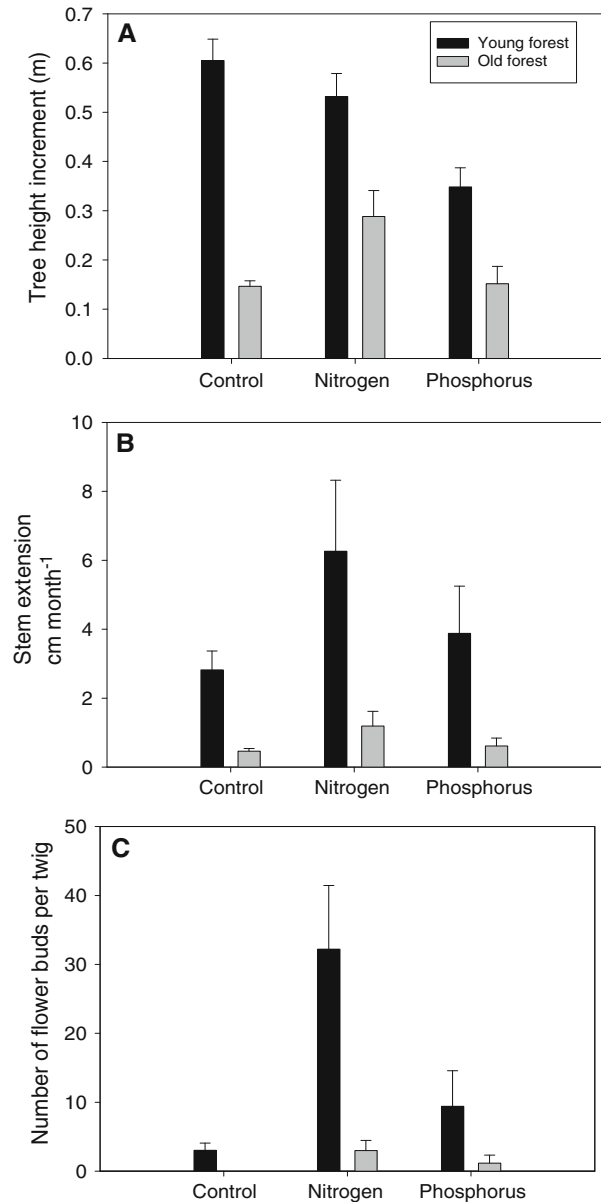 A
Young forest
Old forest
Tree height increment (m)
0.7
0.6
0.5
0.4
0.3
0.2
0.1
0.0
Control Nitrogen Phosphorus
B
Stem extension
cm month⁻¹
10
8
6
4
2
0
Control Nitrogen Phosphorus
C
Number of flower buds per twig
50
40
30
20
10
0
Control Nitrogen Phosphorus